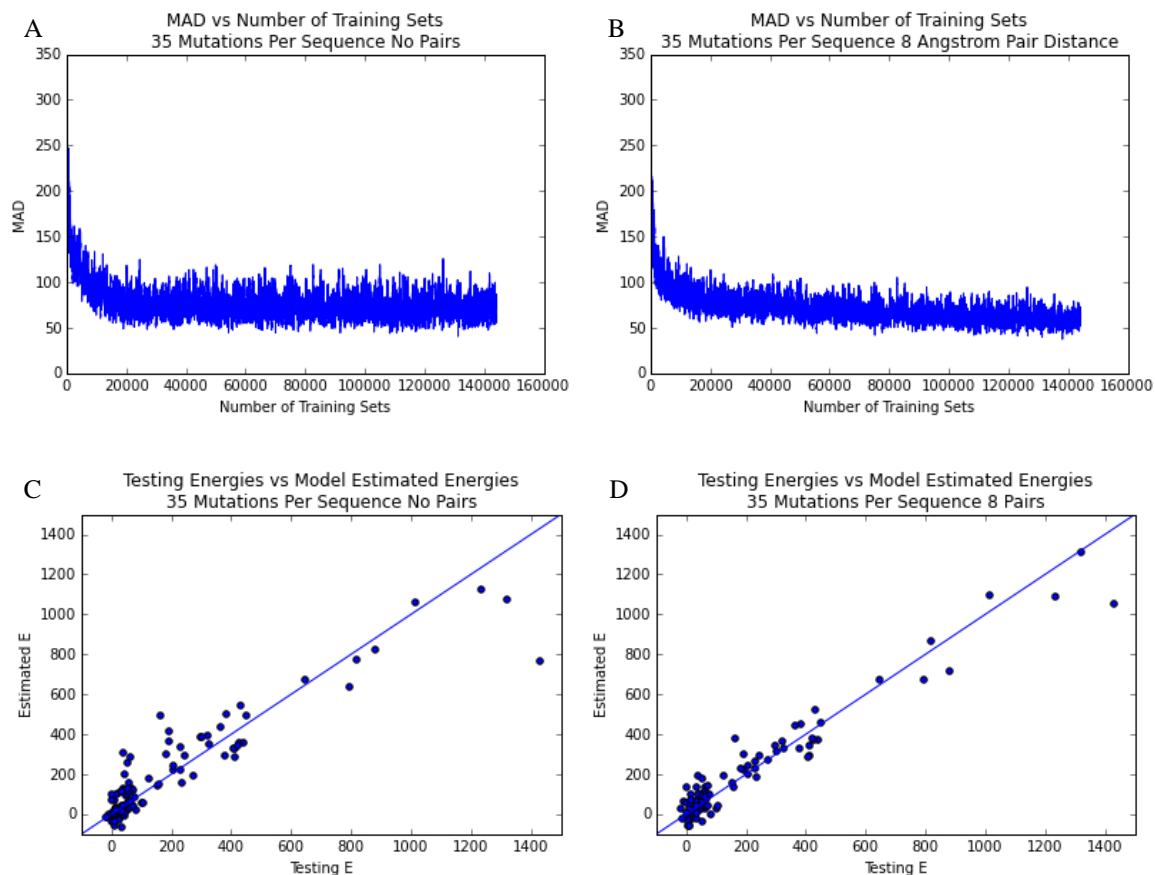 A
MAD vs Number of Training Sets
35 Mutations Per Sequence No Pairs
350
300
250
200
150
100
50
0
MAD
0 20000 40000 60000 80000 100000 120000 140000 160000
Number of Training Sets
B
MAD vs Number of Training Sets
35 Mutations Per Sequence 8 Angstrom Pair Distance
350
300
250
200
150
100
50
0
MAD
0 20000 40000 60000 80000 100000 120000 140000 160000
Number of Training Sets
C
Testing Energies vs Model Estimated Energies
35 Mutations Per Sequence No Pairs
1400
1200
1000
800
600
400
200
0
Estimated E
0 200 400 600 800 1000 1200 1400
Testing E
D
Testing Energies vs Model Estimated Energies
35 Mutations Per Sequence 8 Pairs
1400
1200
1000
800
600
400
200
0
Estimated E
0 200 400 600 800 1000 1200 1400
Testing E